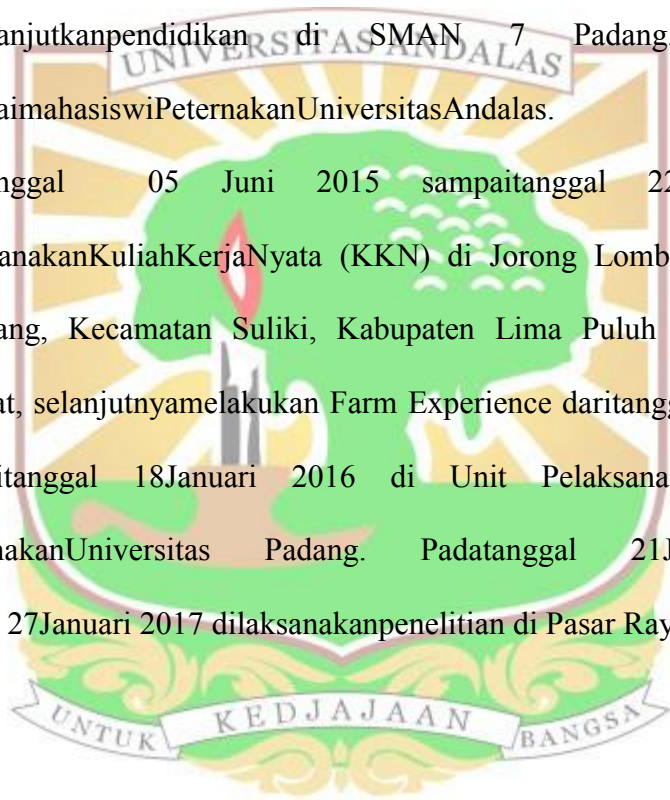 anjutkanpendidikan di SMAN 7 Padang
UNIVERSITAS ANDALAS
aimahasiswiPeternakanUniversitasAndalas.
nggal 05 Juni 2015 sampaitanggal 22
anakanKuliahKerjaNyata (KKN) di Jorong Lomb
ang, Kecamatan Suliki, Kabupaten Lima Puluh
at, selanjutnyamelakukan Farm Experience daritangg
itanggal 18Januari 2016 di Unit Pelaksana
nakanUniversitas Padang. Padatanggal 21J
27Januari 2017 dilaksanakanpenelitian di Pasar Ray
UNTUK KEDJAJAAN BANGSA